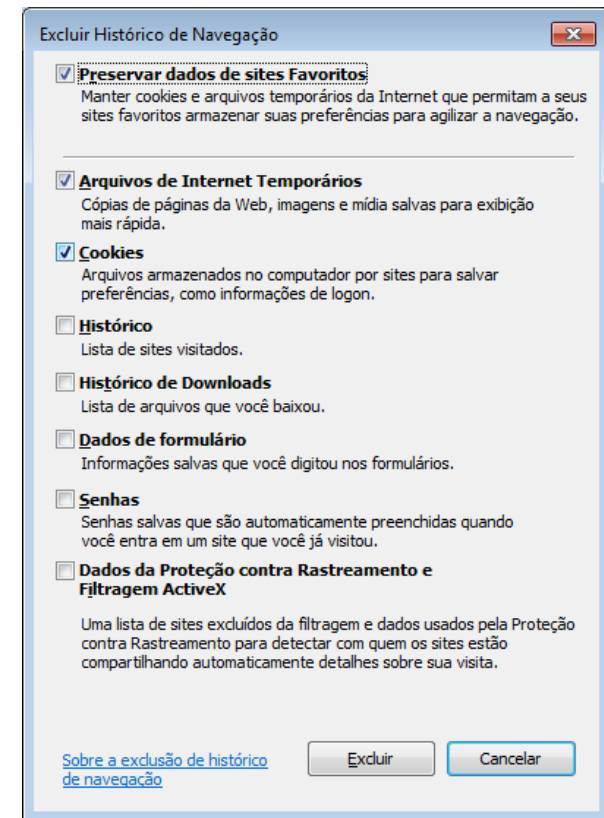 Excluir Histórico de Navegação
Preservar dados de sites Favoritos
Manter cookies e arquivos temporários da Internet que permitam a seus
sites favoritos armazenar suas preferências para agilizar a navegação.
Arquivos de Internet Temporários
Cópias de páginas da Web, imagens e mídia salvas para exibição
mais rápida.
Cookies
Arquivos armazenados no computador por sites para salvar
preferências, como informações de logon.
Histórico
Lista de sites visitados.
Histórico de Downloads
Lista de arquivos que você baixou.
Dados de formulário
Informações salvas que você digitou nos formulários.
Senhas
Senhas salvas que são automaticamente preenchidas quando
você entra em um site que você já visitou.
Dados da Proteção contra Rastreamento e
Filtragem ActiveX
Uma lista de sites excluídos da filtragem e dados usados pela Proteção
contra Rastreamento para detectar com quem os sites estão
compartilhando automaticamente detalhes sobre sua visita.
Sobre a exclusão de histórico
de navegação
Excluir
Cancelar